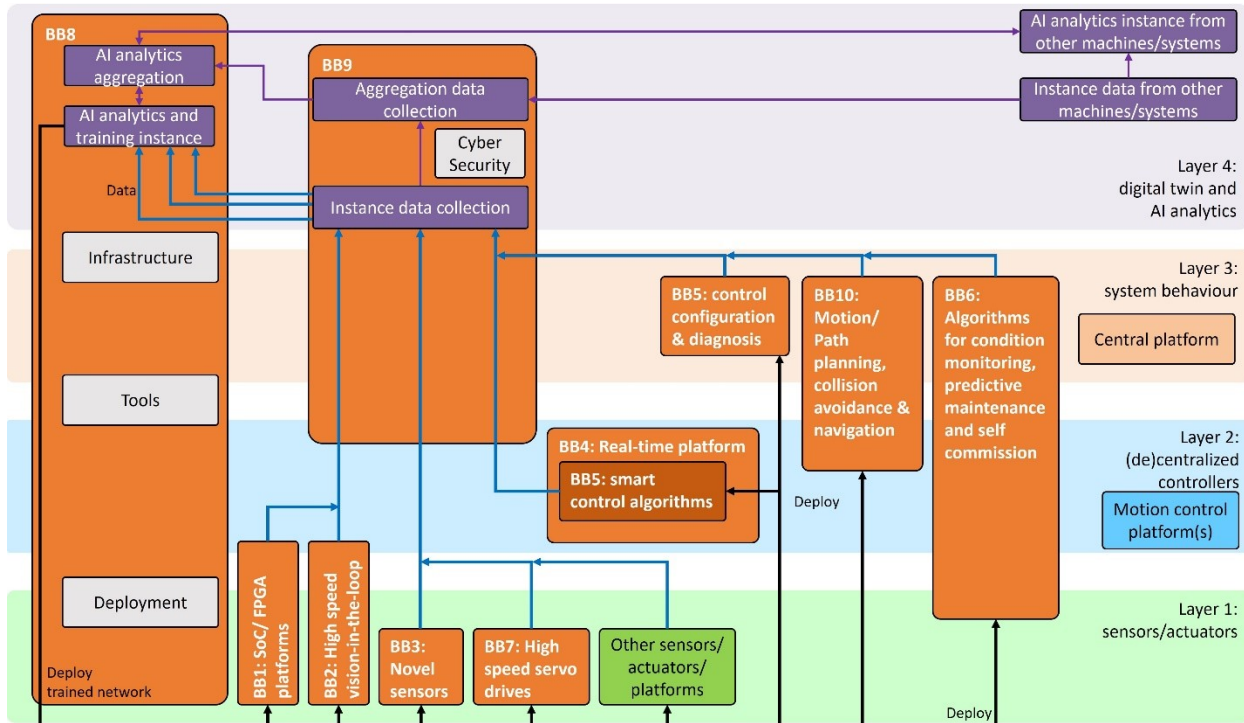 BB8
AI analytics
aggregation
AI analytics and
training instance
Data
Infrastructure
Tools
Deployment
Deploy
trained network
BB9
Aggregation data
collection
Cyber
Security
Instance data collection
AI analytics instance from
other machines/systems
Instance data from other
machines/systems
Layer 4:
digital twin and
AI analytics
BB5: control
configuration
& diagnosis
BB10:
Motion/
Path
planning,
collision
avoidance &
navigation
BB6:
Algorithms
for condition
monitoring,
predictive
maintenance
and self
commission
Layer 3:
system behaviour
Central platform
BB4: Real-time platform
BB5: smart
control algorithms
Deploy
Layer 2:
(de)centralized
controllers
Motion control
platform(s)
BB1: SoC/ FPGA
platforms
BB2: High speed
vision-in-the-loop
BB3:
Novel
sensors
BB7: High
speed servo
drives
Other sensors/
actuators/
platforms
Layer 1:
sensors/actuators
Deploy